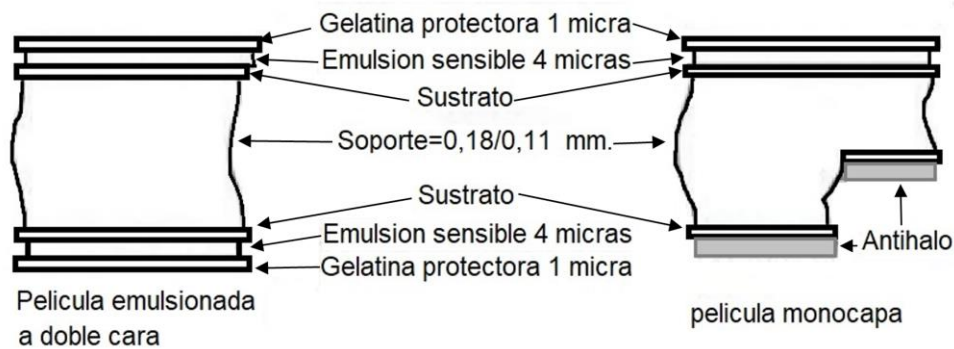 Gelatina protectora 1 micra
Emulsion sensible 4 micras
Sustrato
Soporte=0,18/0,11 mm.
Sustrato
Emulsion sensible 4 micras
Gelatina protectora 1 micra
Antihalo
Pelicula emulsionada
a doble cara
pelicula monocapa